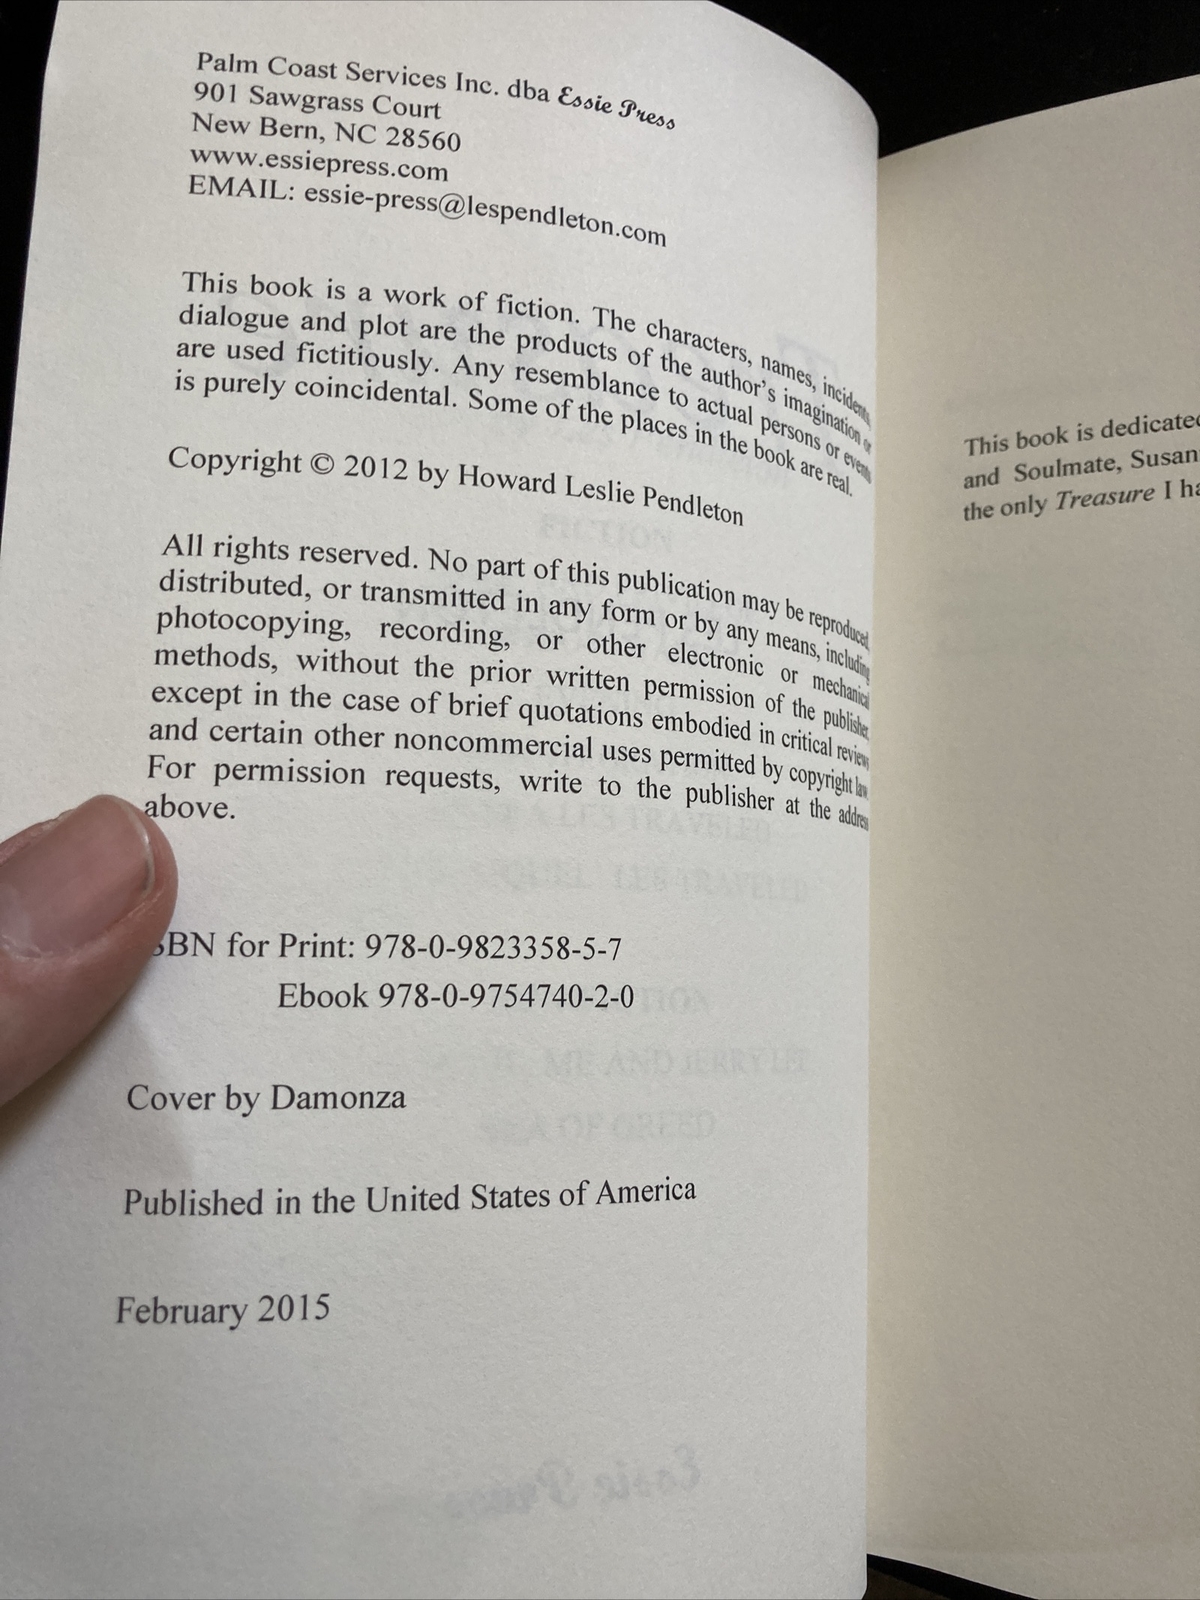 Palm Coast Services Inc. dba Essie Press
901 Sawgrass Court
New Bern, NC 28560
www.essiepress.com
EMAIL: essie-press@lespendleton.com
This book is a work of fiction. The characters, names, incidents,
dialogue and plot are the products of the author's imagination or
are used fictitiously. Any resemblance to actual persons or events
is purely coincidental. Some of the places in the book are real.
Copyright © 2012 by Howard Leslie Pendleton
All rights reserved. No part of this publication may be reproduced,
distributed, or transmitted in any form or by any means, including
photocopying, recording, or other electronic or mechanical
methods, without the prior written permission of the publisher,
except in the case of brief quotations embodied in critical reviews
and certain other noncommercial uses permitted by copyright law.
For permission requests, write to the publisher at the address
above.
SBN for Print: 978-0-9823358-5-7
Ebook 978-0-9754740-2-0
Cover by Damonza
Published in the United States of America
February 2015
This book is dedicated
and Soulmate, Susan
the only Treasure I ha